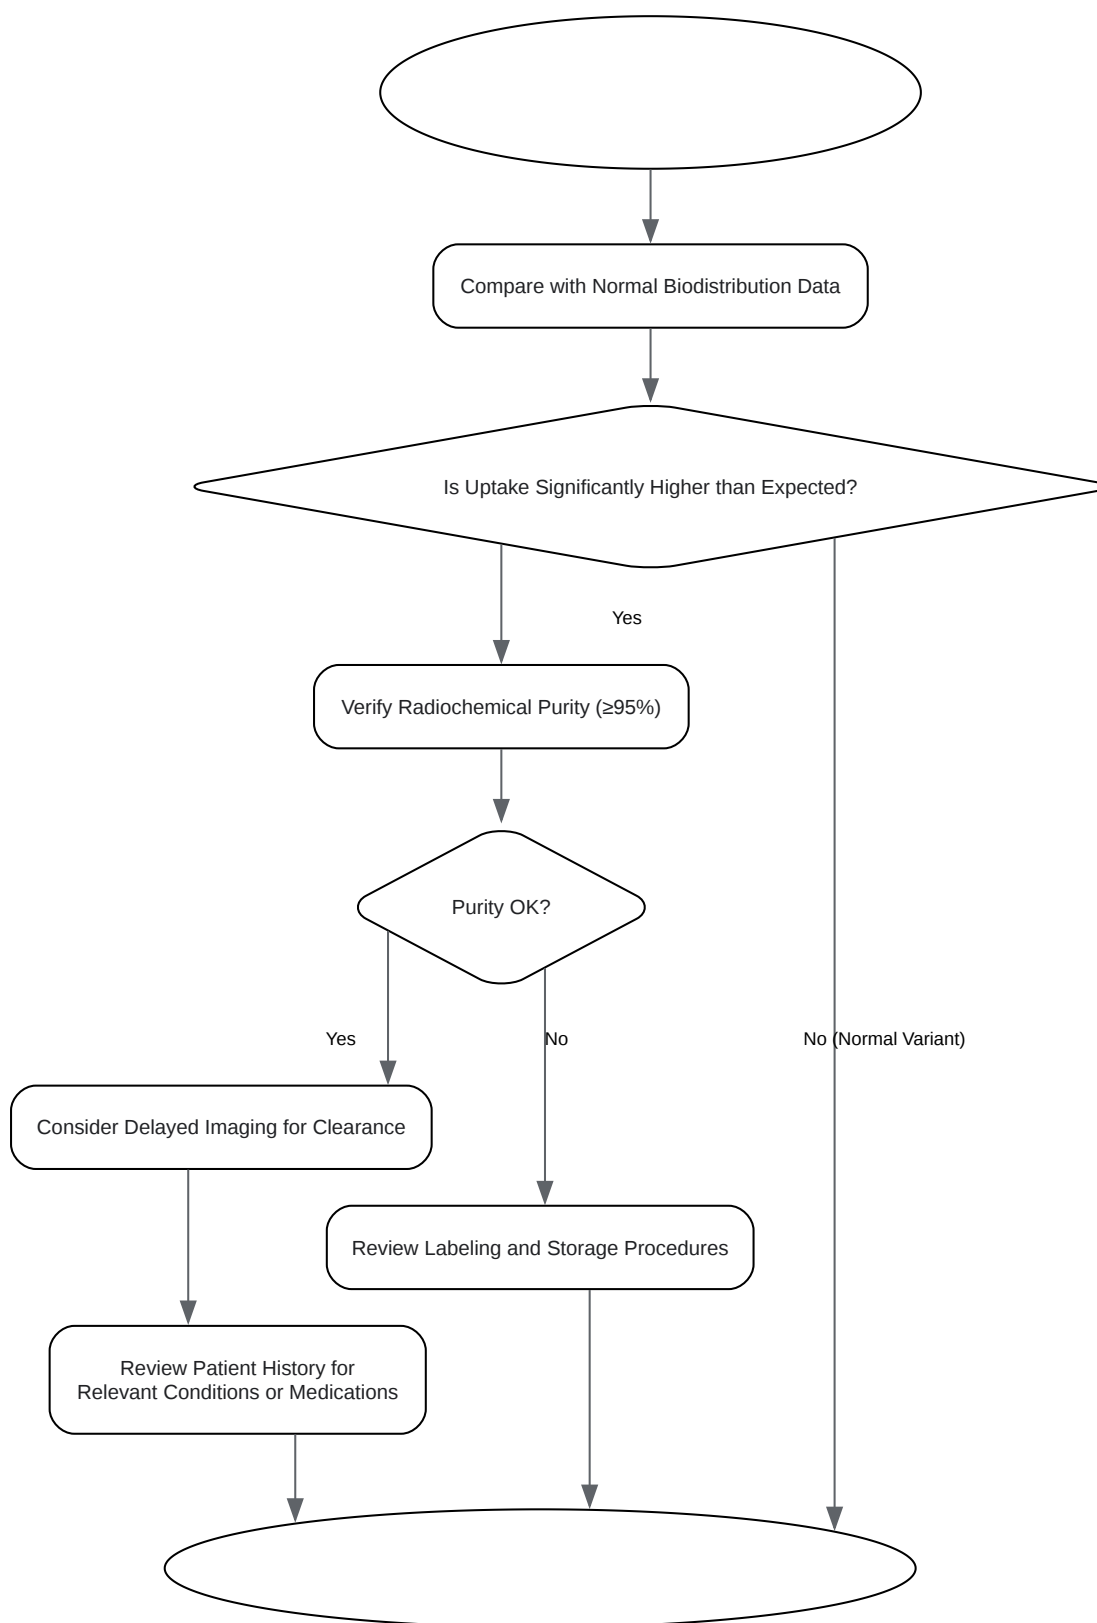 Compare with Normal Biodistribution Data
Is Uptake Significantly Higher than Expected?
Yes
Verify Radiochemical Purity (≥95%)
Purity OK?
Yes
No
No (Normal Variant)
Consider Delayed Imaging for Clearance
Review Labeling and Storage Procedures
Review Patient History for
Relevant Conditions or Medications